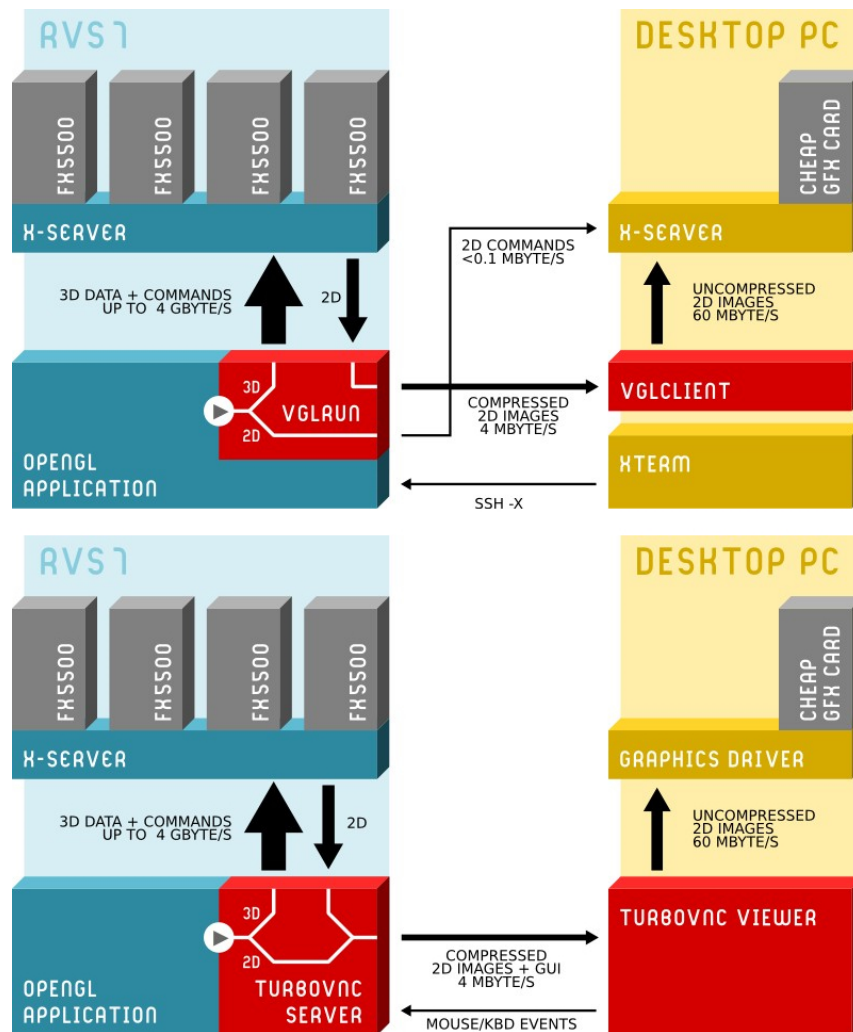 RVS1
DESKTOP PC
FX5500
FX5500
FX5500
FX5500
CHEAP
GFX CARD
X-SERVER
X-SERVER
3D DATA + COMMANDS
UP TO 4 GBYTE/S
2D
2D COMMANDS
<0.1 MBYTE/S
UNCOMPRESSED
2D IMAGES
60 MBYTE/S
3D
VGLRUN
2D
OPENGL
APPLICATION
COMPRESSED
2D IMAGES
4 MBYTE/S
VGLCLIENT
XTERM
SSH -X
RVS1
DESKTOP PC
FX5500
FX5500
FX5500
FX5500
CHEAP
GFX CARD
X-SERVER
GRAPHICS DRIVER
3D DATA + COMMANDS
UP TO 4 GBYTE/S
2D
UNCOMPRESSED
2D IMAGES
60 MBYTE/S
3D
2D
OPENGL
APPLICATION
TURBOVNC
SERVER
COMPRESSED
2D IMAGES + GUI
4 MBYTE/S
MOUSE/KBD EVENTS
TURBOVNC VIEWER